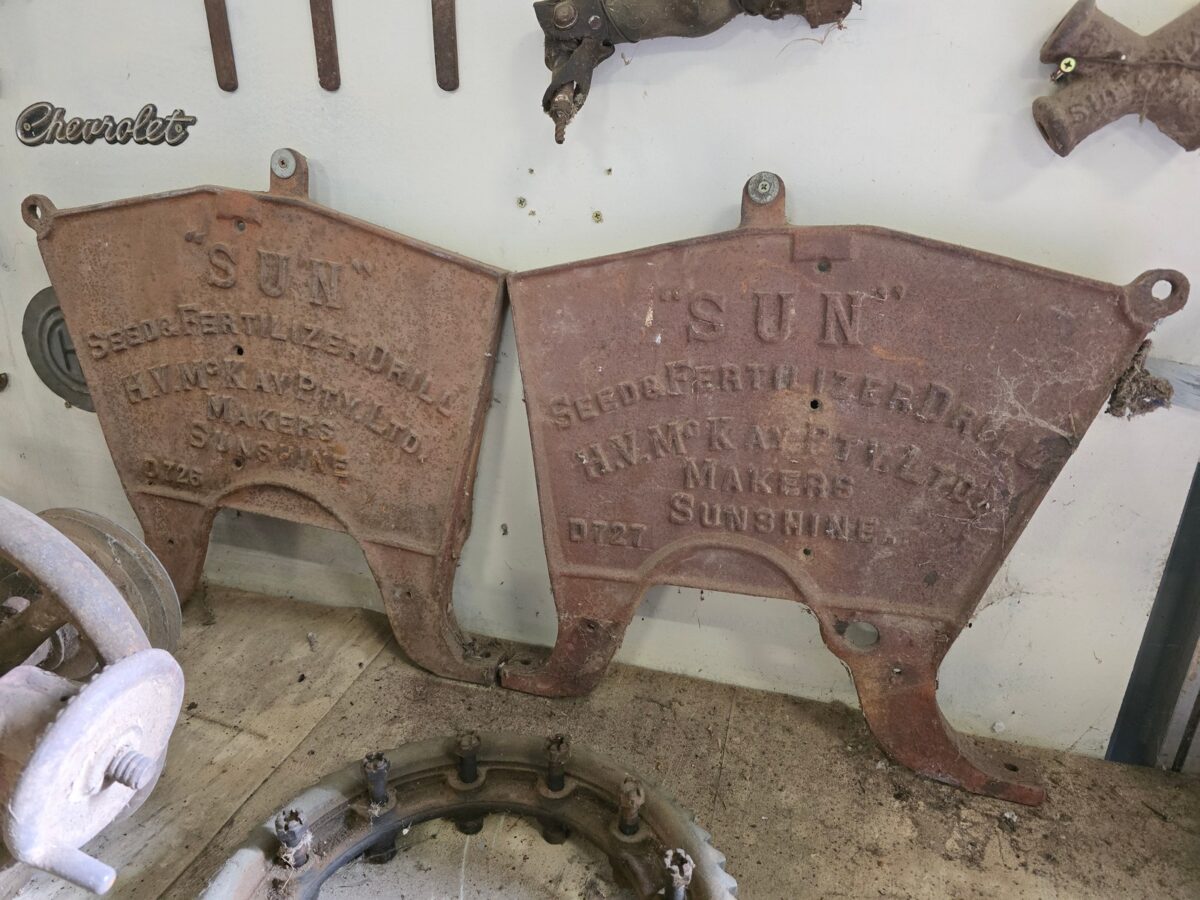 Chevrolet
"SUN"
SEED & FERTILIZER DRILL
H.V. McKAY PTY. LTD.
MAKERS
SUNSHINE
D726
"SUN"
SEED & FERTILIZER DRILL
H.V. McKAY PTY. LTD.
MAKERS
SUNSHINE.
D727
SUN